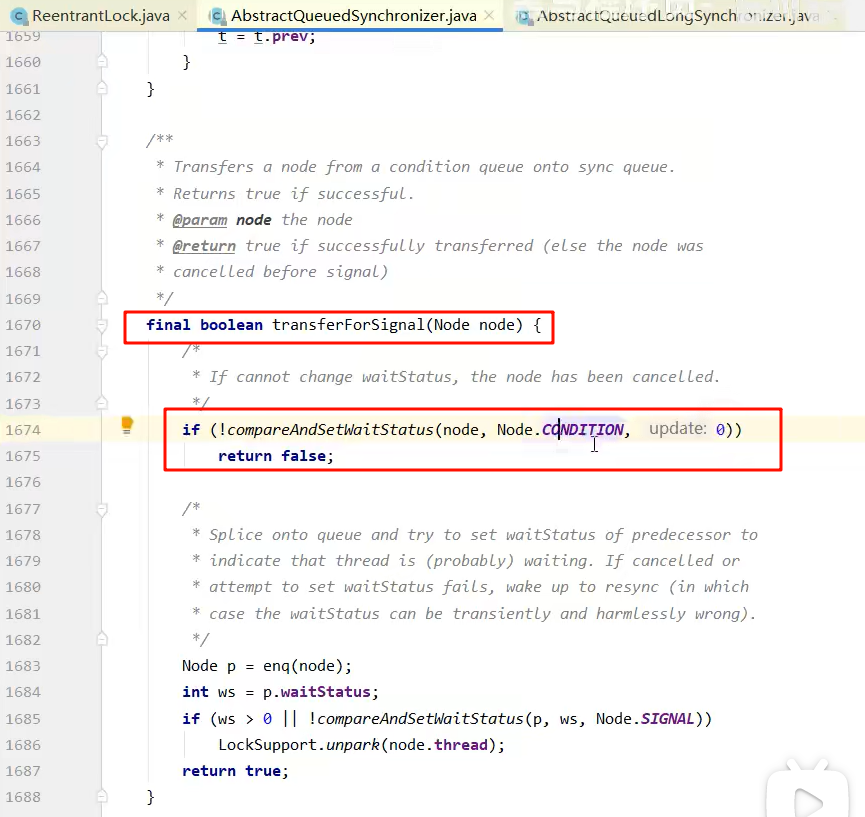 ReentrantLock.java AbstractQueuedSynchronizer.java AbstractQueuedLongSynchronizer.java
1659 t = t.prev;
1660 }
1661 }
1662
1663 /**
1664 * Transfers a node from a condition queue onto sync queue.
1665 * Returns true if successful.
1666 * @param node the node
1667 * @return true if successfully transferred (else the node was
1668 * cancelled before signal)
1669 */
1670 final boolean transferForSignal(Node node) {
1671 /*
1672 * If cannot change waitStatus, the node has been cancelled.
1673 */
1674 if (!compareAndSetWaitStatus(node, Node.CONDITION, update: 0))
1675 return false;
1676
1677 /*
1678 * Splice onto queue and try to set waitStatus of predecessor to
1679 * indicate that thread is (probably) waiting. If cancelled or
1680 * attempt to set waitStatus fails, wake up to resync (in which
1681 * case the waitStatus can be transiently and harmlessly wrong).
1682 */
1683 Node p = enq(node);
1684 int ws = p.waitStatus;
1685 if (ws > 0 || !compareAndSetWaitStatus(p, ws, Node.SIGNAL))
1686 LockSupport.unpark(node.thread);
1687 return true;
1688 }